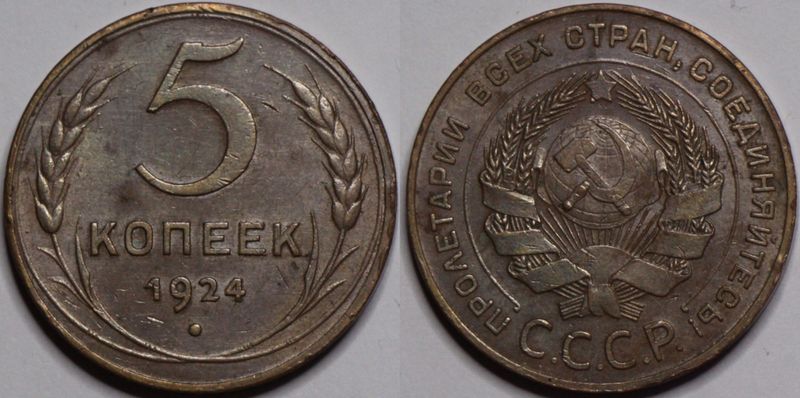 5
КОПЕЕК
1924
ПРОЛЕТАРИИ ВСЕХ СТРАН, СОЕДИНЯЙТЕСЬ!
С.С.С.Р.